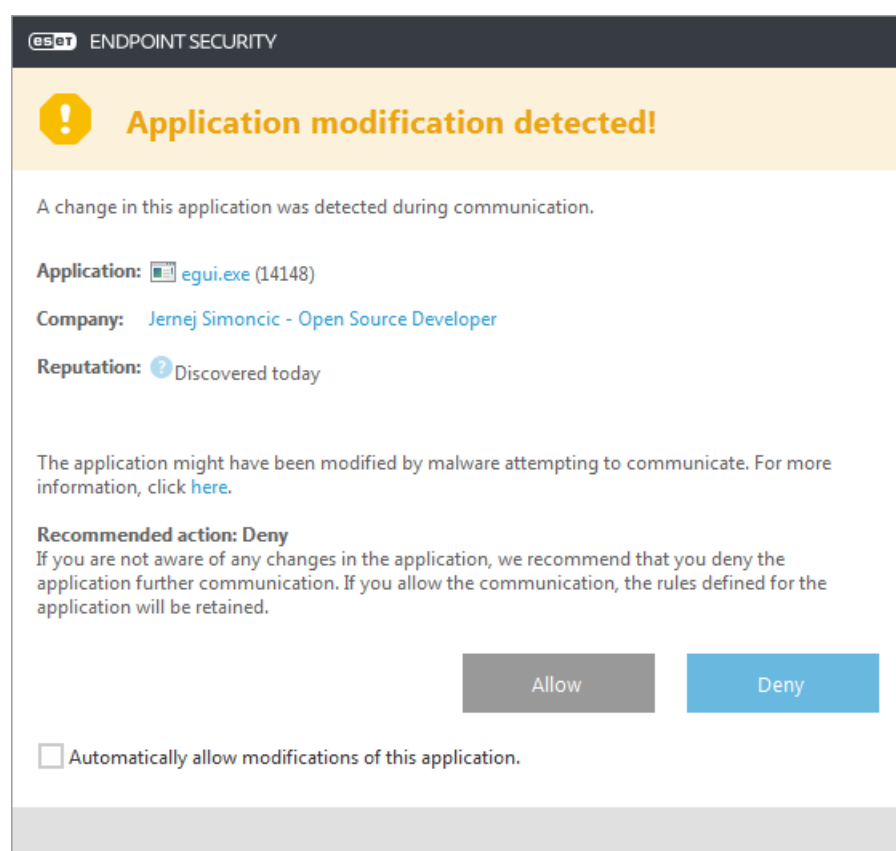 eset ENDPOINT SECURITY
Application modification detected!
A change in this application was detected during communication.
Application: egui.exe (14148)
Company: Jernej Simoncic - Open Source Developer
Reputation: Discovered today
The application might have been modified by malware attempting to communicate. For more
information, click here.
Recommended action: Deny
If you are not aware of any changes in the application, we recommend that you deny the
application further communication. If you allow the communication, the rules defined for the
application will be retained.
Allow Deny
Automatically allow modifications of this application.